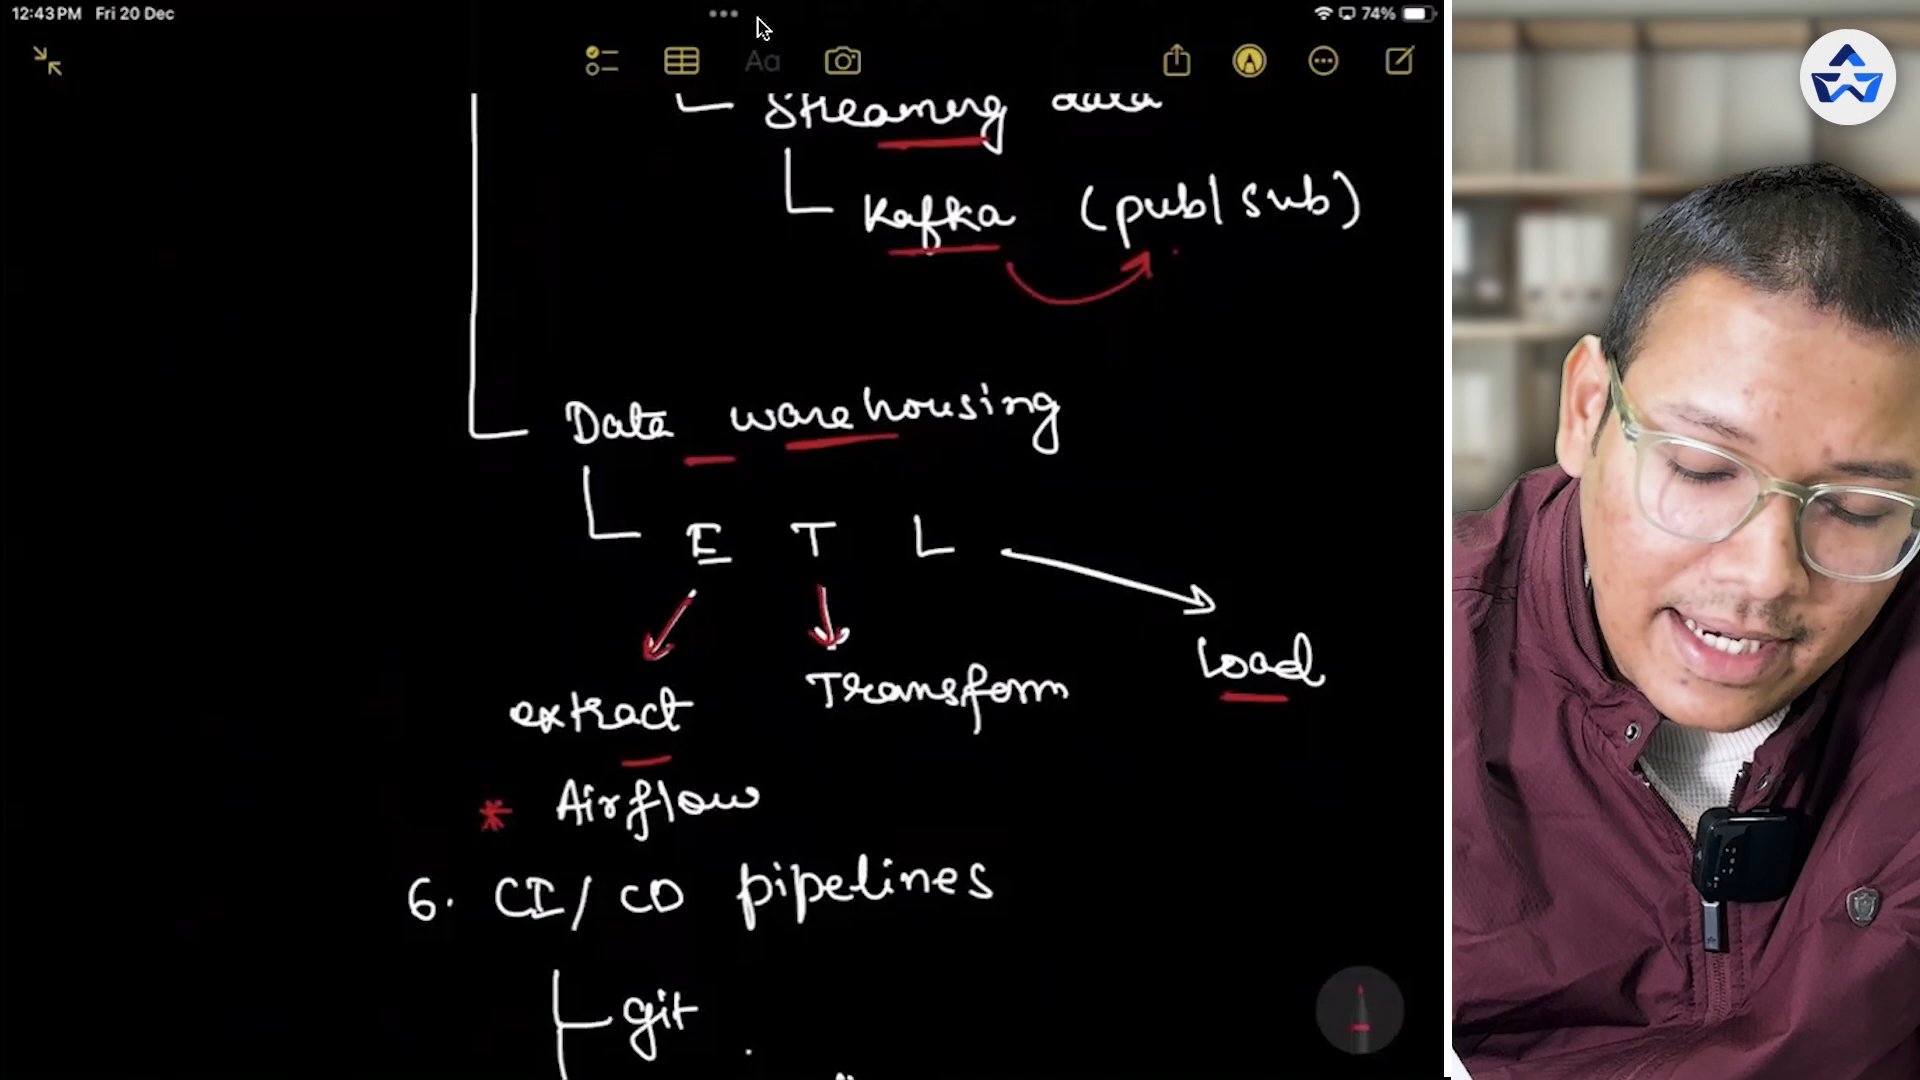 12:43 PM Fri 20 Dec
74%
Aa
Streaming data
Kafka (pub/sub)
Data warehousing
E T L
Load
extract Transform
* Airflow
6. CI/CD pipelines
git